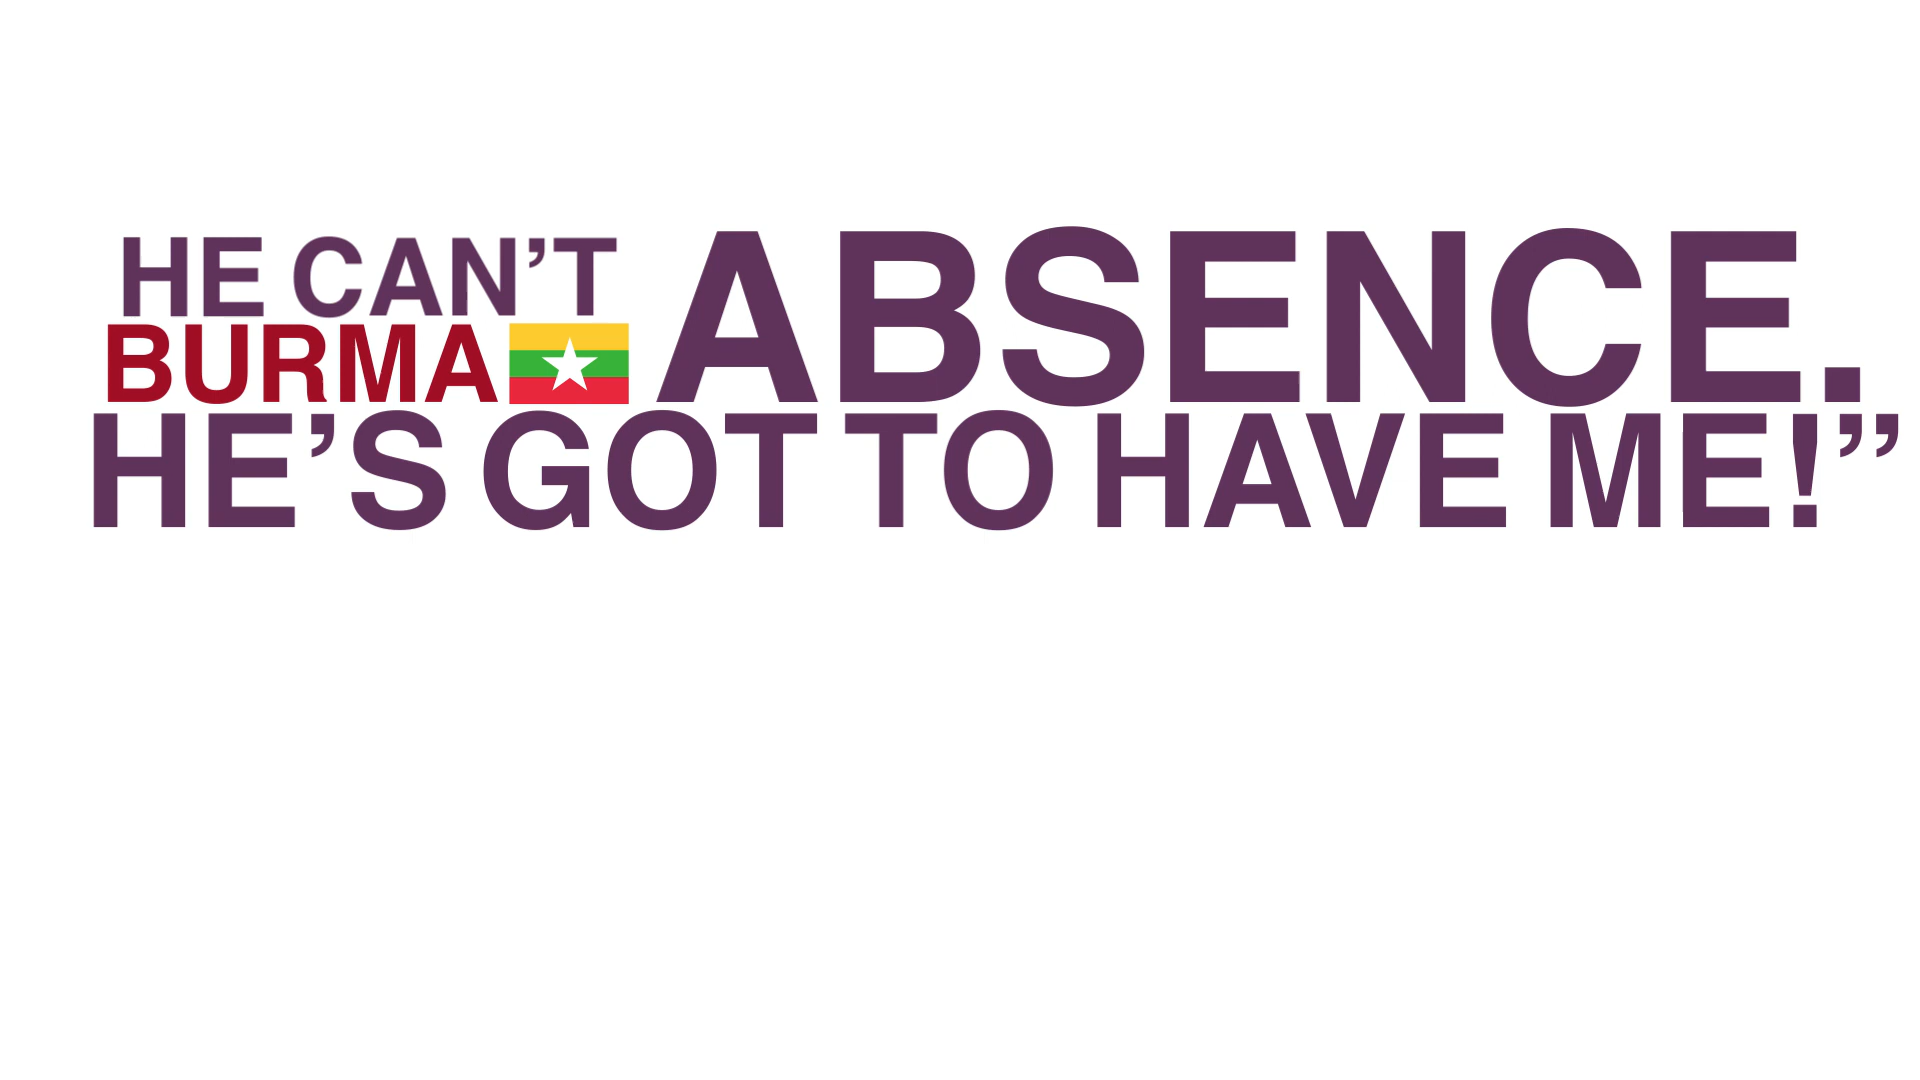 HE CAN’T
BURMA ABSENCE.
HE’S GOT TO HAVE ME!”